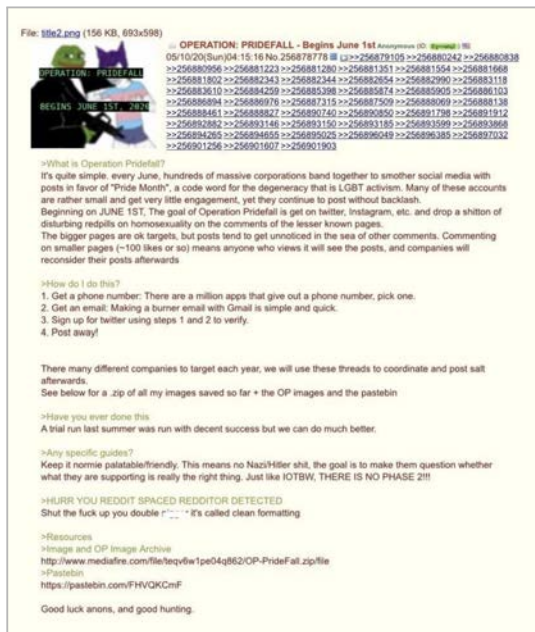 File: title2.png (156 KB, 693x598)
OPERATION: PRIDEFALL - Begins June 1st Anonymous (ID:
05/10/20(Sun)04:15:16 No.256878778 >>256879105 >>256880242 >>256880838
>>256880956 >>256881223 >>256881280 >>256881351 >>256881554 >>256881668
>>256881802 >>256882343 >>256882344 >>256882654 >>256882990 >>256883118
>>256883610 >>256884259 >>256885398 >>256885874 >>256885905 >>256886103
>>256886894 >>256886976 >>256887315 >>256887509 >>256888069 >>256888138
>>256888461 >>256888827 >>256890740 >>256890850 >>256891798 >>256891912
>>256892882 >>256893146 >>256893150 >>256893185 >>256893599 >>256893868
>>256894265 >>256894655 >>256895025 >>256896049 >>256896385 >>256897032
>>256901256 >>256901607 >>256901903
OPERATION: PRIDEFALL
BEGINS JUNE 1ST, 2020
>What is Operation Pridefall?
It's quite simple. every June, hundreds of massive corporations band together to smother social media with
posts in favor of "Pride Month", a code word for the degeneracy that is LGBT activism. Many of these accounts
are rather small and get very little engagement, yet they continue to post without backlash.
Beginning on JUNE 1ST, The goal of Operation Pridefall is get on twitter, Instagram, etc. and drop a shitton of
disturbing redpills on homosexuality on the comments of the lesser known pages.
The bigger pages are ok targets, but posts tend to get unnoticed in the sea of other comments. Commenting
on smaller pages (~100 likes or so) means anyone who views it will see the posts, and companies will
reconsider their posts afterwards
>How do I do this?
1. Get a phone number: There are a million apps that give out a phone number, pick one.
2. Get an email: Making a burner email with Gmail is simple and quick.
3. Sign up for twitter using steps 1 and 2 to verify.
4. Post away!
There many different companies to target each year, we will use these threads to coordinate and post salt
afterwards.
See below for a .zip of all my images saved so far + the OP images and the pastebin
>Have you ever done this
A trial run last summer was run with decent success but we can do much better.
>Any specific guides?
Keep it normie palatable/friendly. This means no Nazi/Hitler shit, the goal is to make them question whether
what they are supporting is really the right thing. Just like IOTBW, THERE IS NO PHASE 2!!!
>HURR YOU REDDIT SPACED REDDITOR DETECTED
Shut the fuck up you double it's called clean formatting
>Resources
>Image and OP Image Archive
http://www.mediafire.com/file/teqv6w1pe04q862/OP-PrideFall.zip/file
>Pastebin
https://pastebin.com/FHVQKCmF
Good luck anons, and good hunting.